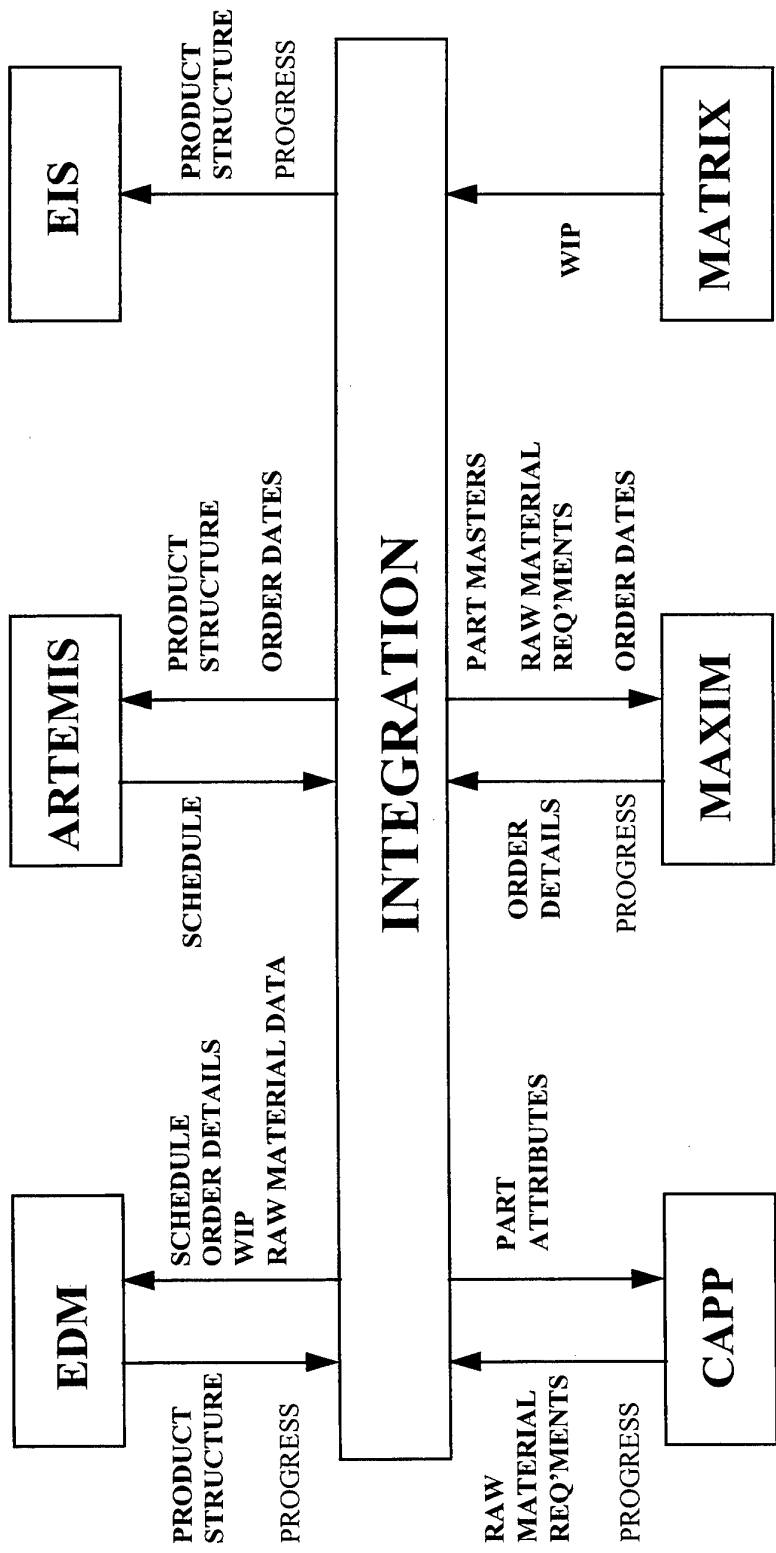 EDM
ARTEMIS
EIS
PRODUCT
STRUCTURE
PROGRESS
SCHEDULE
ORDER DETAILS
WIP
RAW MATERIAL DATA
SCHEDULE
PRODUCT
STRUCTURE
ORDER DATES
PRODUCT
STRUCTURE
PROGRESS
INTEGRATION
RAW
MATERIAL
REQ'MENTS
PROGRESS
PART
ATTRIBUTES
ORDER
DETAILS
PROGRESS
PART MASTERS
RAW MATERIAL
REQ'MENTS
ORDER DATES
WIP
CAPP
MAXIM
MATRIX